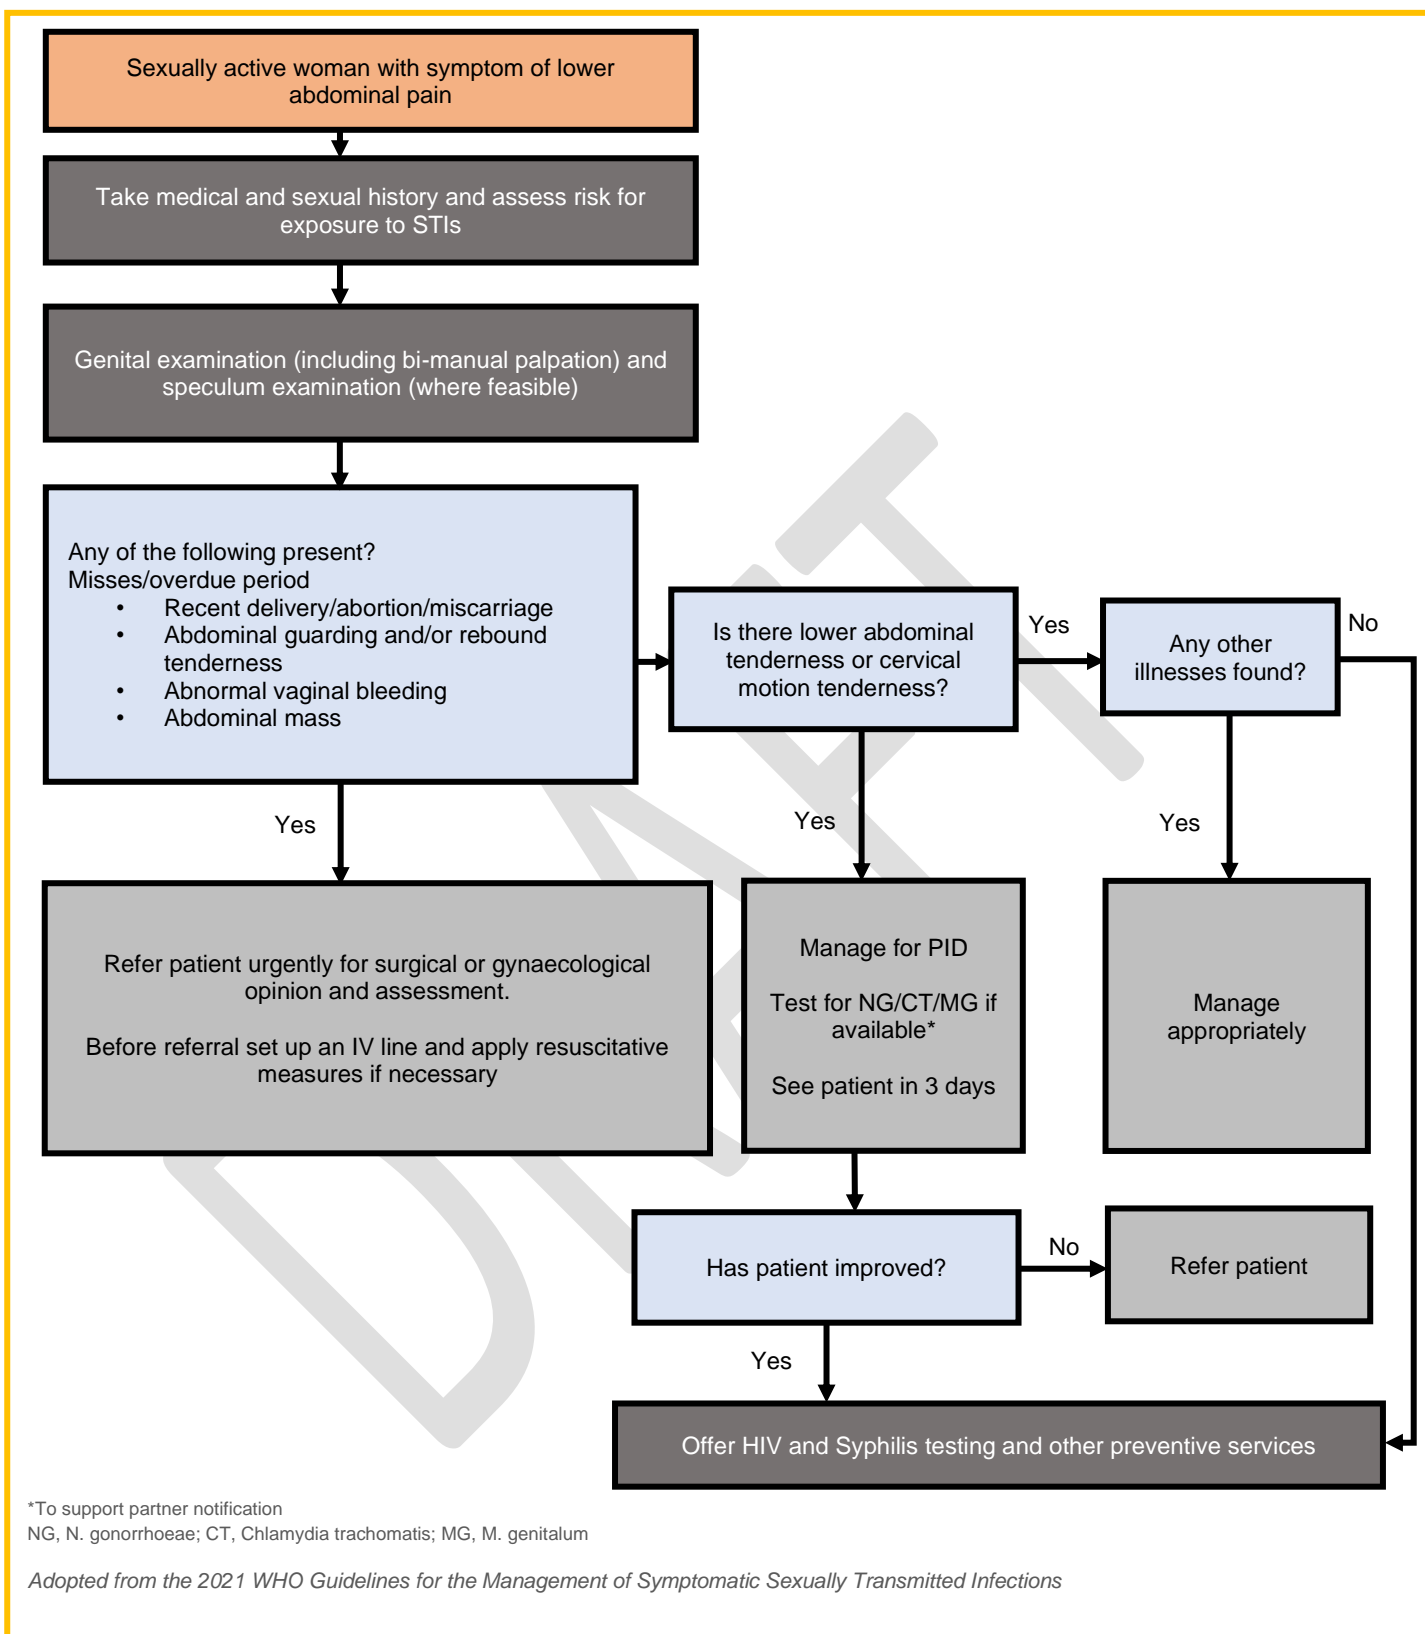 Sexually active woman with symptom of lower
abdominal pain
Take medical and sexual history and assess risk for
exposure to STIs
Genital examination (including bi-manual palpation) and
speculum examination (where feasible)
Any of the following present?
Misses/overdue period
• Recent delivery/abortion/miscarriage
• Abdominal guarding and/or rebound
tenderness
• Abnormal vaginal bleeding
• Abdominal mass
Is there lower abdominal
tenderness or cervical
motion tenderness?
Yes
Any other
illnesses found?
No
Yes
Yes
Yes
Refer patient urgently for surgical or gynaecological
opinion and assessment.
Before referral set up an IV line and apply resuscitative
measures if necessary
Manage for PID
Test for NG/CT/MG if
available*
See patient in 3 days
Manage
appropriately
Has patient improved?
No
Refer patient
Yes
Offer HIV and Syphilis testing and other preventive services
*To support partner notification
NG, N. gonorrhoeae; CT, Chlamydia trachomatis; MG, M. genitalum
Adopted from the 2021 WHO Guidelines for the Management of Symptomatic Sexually Transmitted Infections
DRAFT